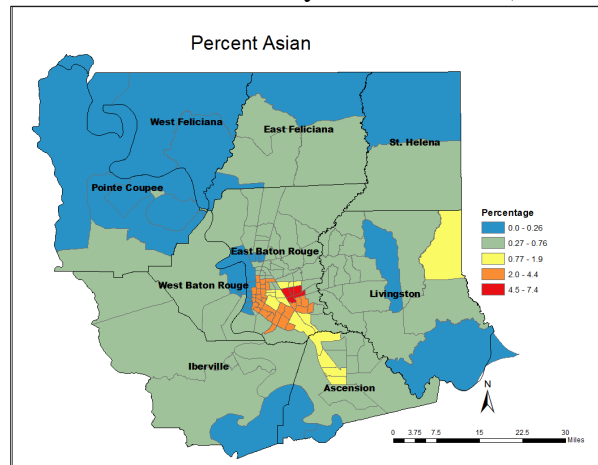 Percent Asian
West Feliciana
East Feliciana
St. Helena
Pointe Coupee
East Baton Rouge
West Baton Rouge
Livingston
Iberville
Ascension
Percentage
0.0 - 0.26
0.27 - 0.76
0.77 - 1.9
2.0 - 4.4
4.5 - 7.4
N
0 3.75 7.5 15 22.5 30
Miles